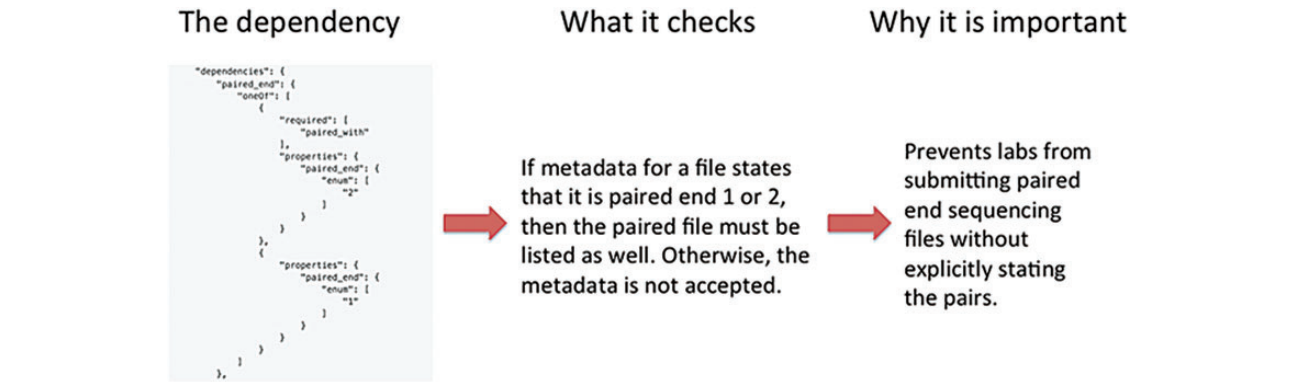 The dependency
What it checks
Why it is important
"dependencies": {
"paired_end": {
"oneOf": [
{
"required": [
"paired_with"
],
"properties": {
"paired_end": {
"enum": [
"2"
]
}
}
},
{
"properties": {
"paired_end": {
"enum": [
"1"
]
}
}
}
]
},
If metadata for a file states
that it is paired end 1 or 2,
then the paired file must be
listed as well. Otherwise, the
metadata is not accepted.
Prevents labs from
submitting paired
end sequencing
files without
explicitly stating
the pairs.